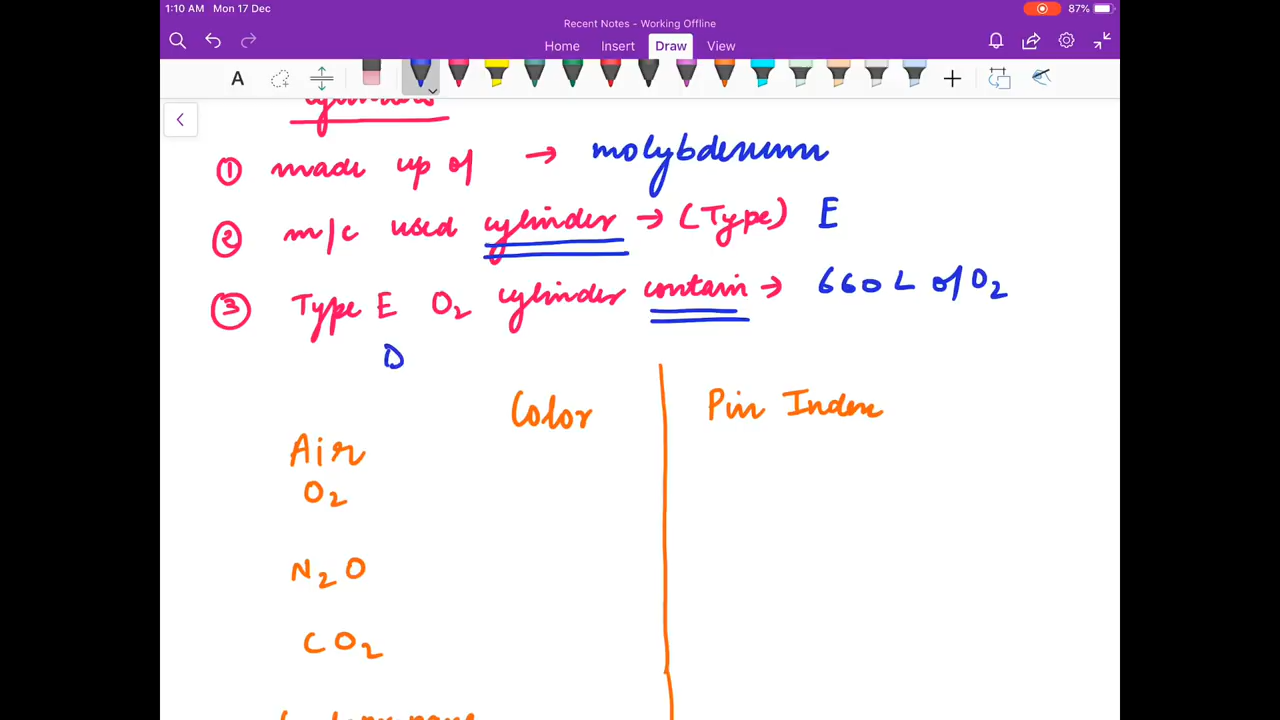 1:10 AM Mon 17 Dec
87%
Recent Notes - Working Offline
Home Insert Draw View
A
cylinders
① made up of → molybdenum
② m/c used cylinder → (Type) E
③ Type E O2 cylinder contain → 660 L of O2
D
Color Pin Index
Air
O2
N2O
CO2